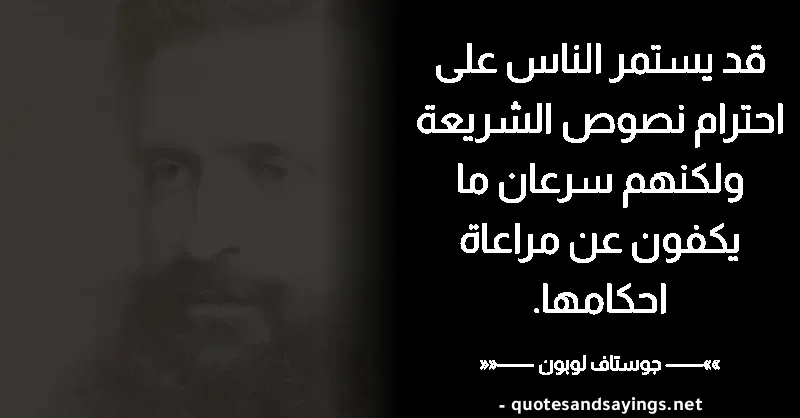 قد يستمر الناس على
احترام نصوص الشريعة
ولكنهم سرعان ما
يكفون عن مراعاة
احكامها.
»»—— جوستاف لوبون ——««
- quotesandsayings.net